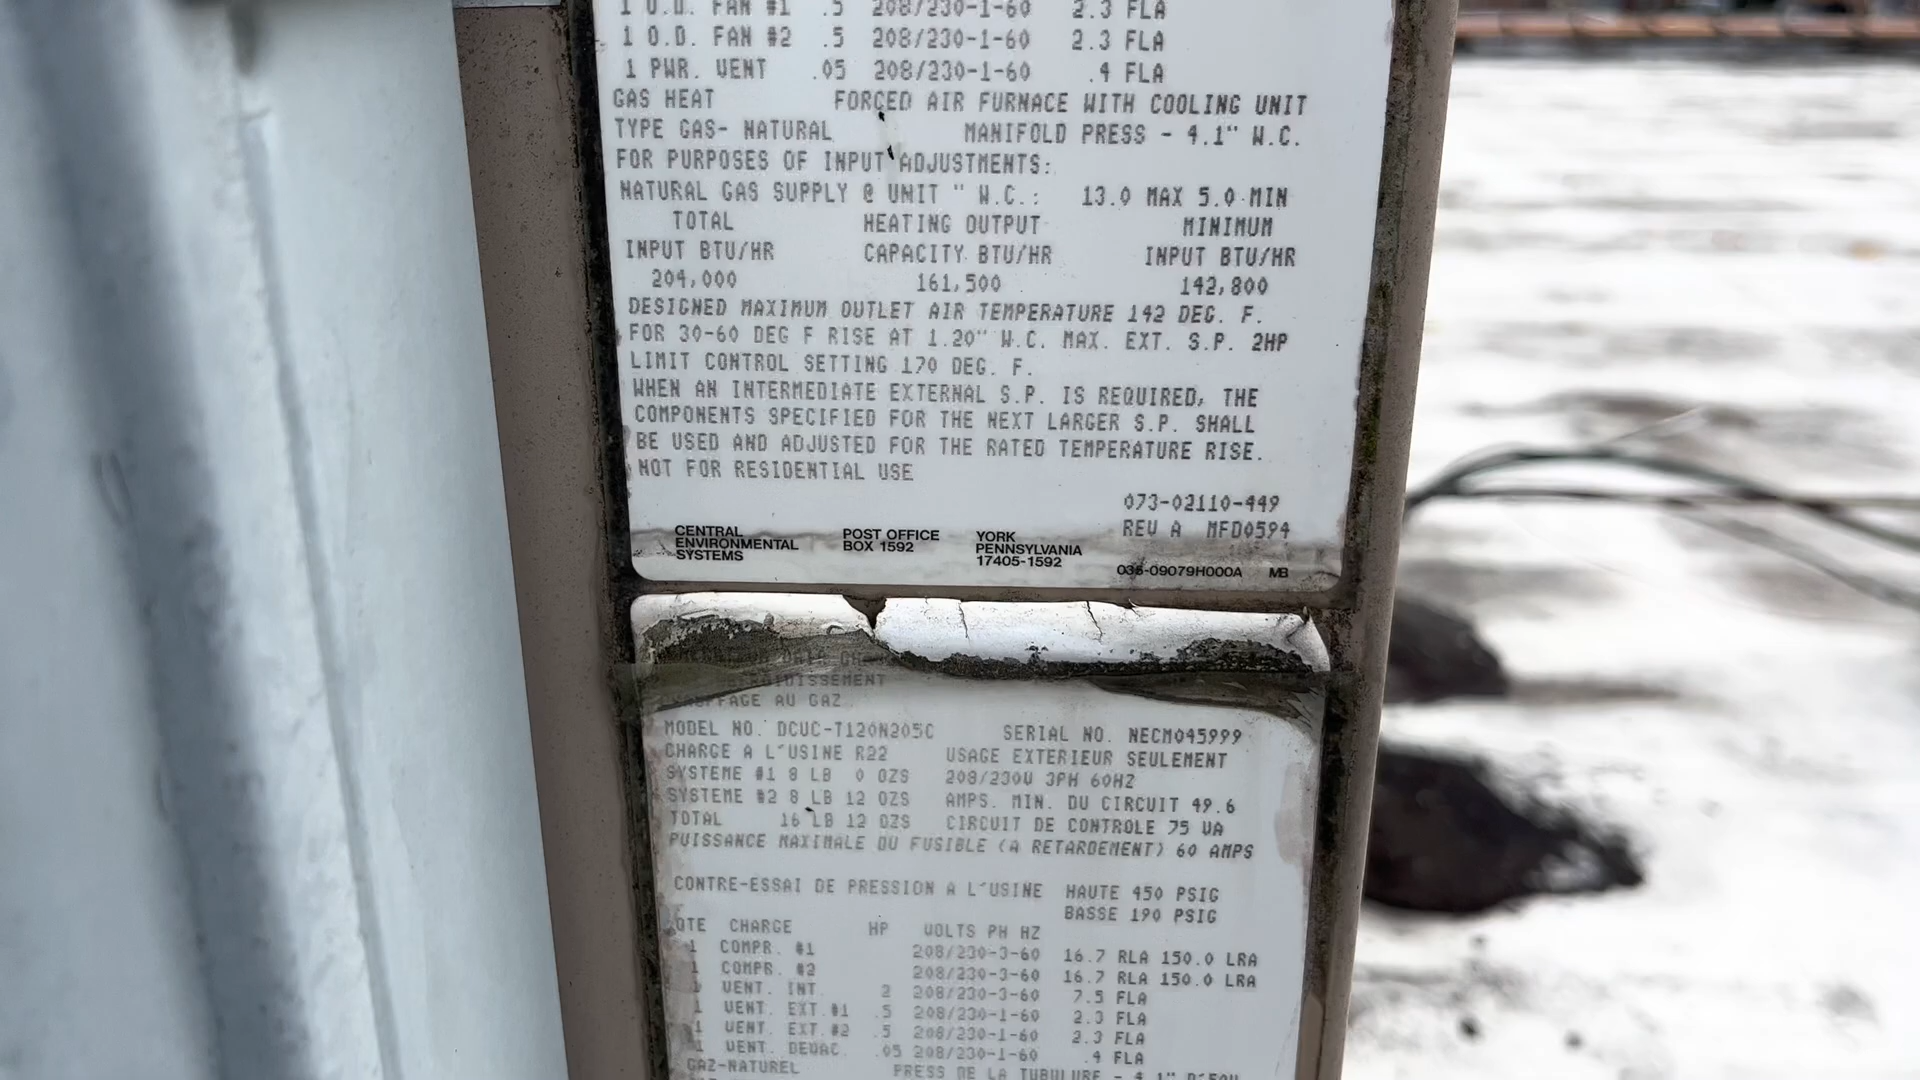 1 O.D. FAN #1 .5 208/230-1-60 2.3 FLA
1 O.D. FAN #2 .5 208/230-1-60 2.3 FLA
1 PWR. VENT .05 208/230-1-60 .4 FLA
GAS HEAT FORCED AIR FURNACE WITH COOLING UNIT
TYPE GAS- NATURAL MANIFOLD PRESS - 4.1" W.C.
FOR PURPOSES OF INPUT ADJUSTMENTS:
NATURAL GAS SUPPLY @ UNIT " W.C.: 13.0 MAX 5.0 MIN
TOTAL HEATING OUTPUT MINIMUM
INPUT BTU/HR CAPACITY BTU/HR INPUT BTU/HR
204,000 161,500 142,800
DESIGNED MAXIMUM OUTLET AIR TEMPERATURE 142 DEG. F.
FOR 30-60 DEG F RISE AT 1.20" W.C. MAX. EXT. S.P. 2HP
LIMIT CONTROL SETTING 170 DEG. F.
WHEN AN INTERMEDIATE EXTERNAL S.P. IS REQUIRED, THE
COMPONENTS SPECIFIED FOR THE NEXT LARGER S.P. SHALL
BE USED AND ADJUSTED FOR THE RATED TEMPERATURE RISE.
NOT FOR RESIDENTIAL USE
073-02110-449
REV A MFD0594
CENTRAL ENVIRONMENTAL SYSTEMS
POST OFFICE BOX 1592
YORK PENNSYLVANIA 17405-1592
035-09079H000A MB
AU GAZ
MODEL NO. DCUC-T120N205C SERIAL NO. NECM045999
CHARGE A L'USINE R22 USAGE EXTERIEUR SEULEMENT
SYSTEME #1 8 LB 0 OZS 208/230V 3PH 60HZ
SYSTEME #2 8 LB 12 OZS AMPS. MIN. DU CIRCUIT 49.6
TOTAL 16 LB 12 OZS CIRCUIT DE CONTROLE 75 VA
PUISSANCE MAXIMALE DU FUSIBLE (A RETARDEMENT) 60 AMPS
CONTRE-ESSAI DE PRESSION A L'USINE HAUTE 450 PSIG
BASSE 190 PSIG
QTE CHARGE HP VOLTS PH HZ
1 COMPR. #1 208/230-3-60 16.7 RLA 150.0 LRA
1 COMPR. #2 208/230-3-60 16.7 RLA 150.0 LRA
1 VENT. INT. 2 208/230-3-60 7.5 FLA
1 VENT. EXT.#1 .5 208/230-1-60 2.3 FLA
1 VENT. EXT.#2 .5 208/230-1-60 2.3 FLA
1 VENT. DEVAC. .05 208/230-1-60 .4 FLA
GAZ-NATUREL PRESS DE LA TUBULURE - 4.1" D'EAU